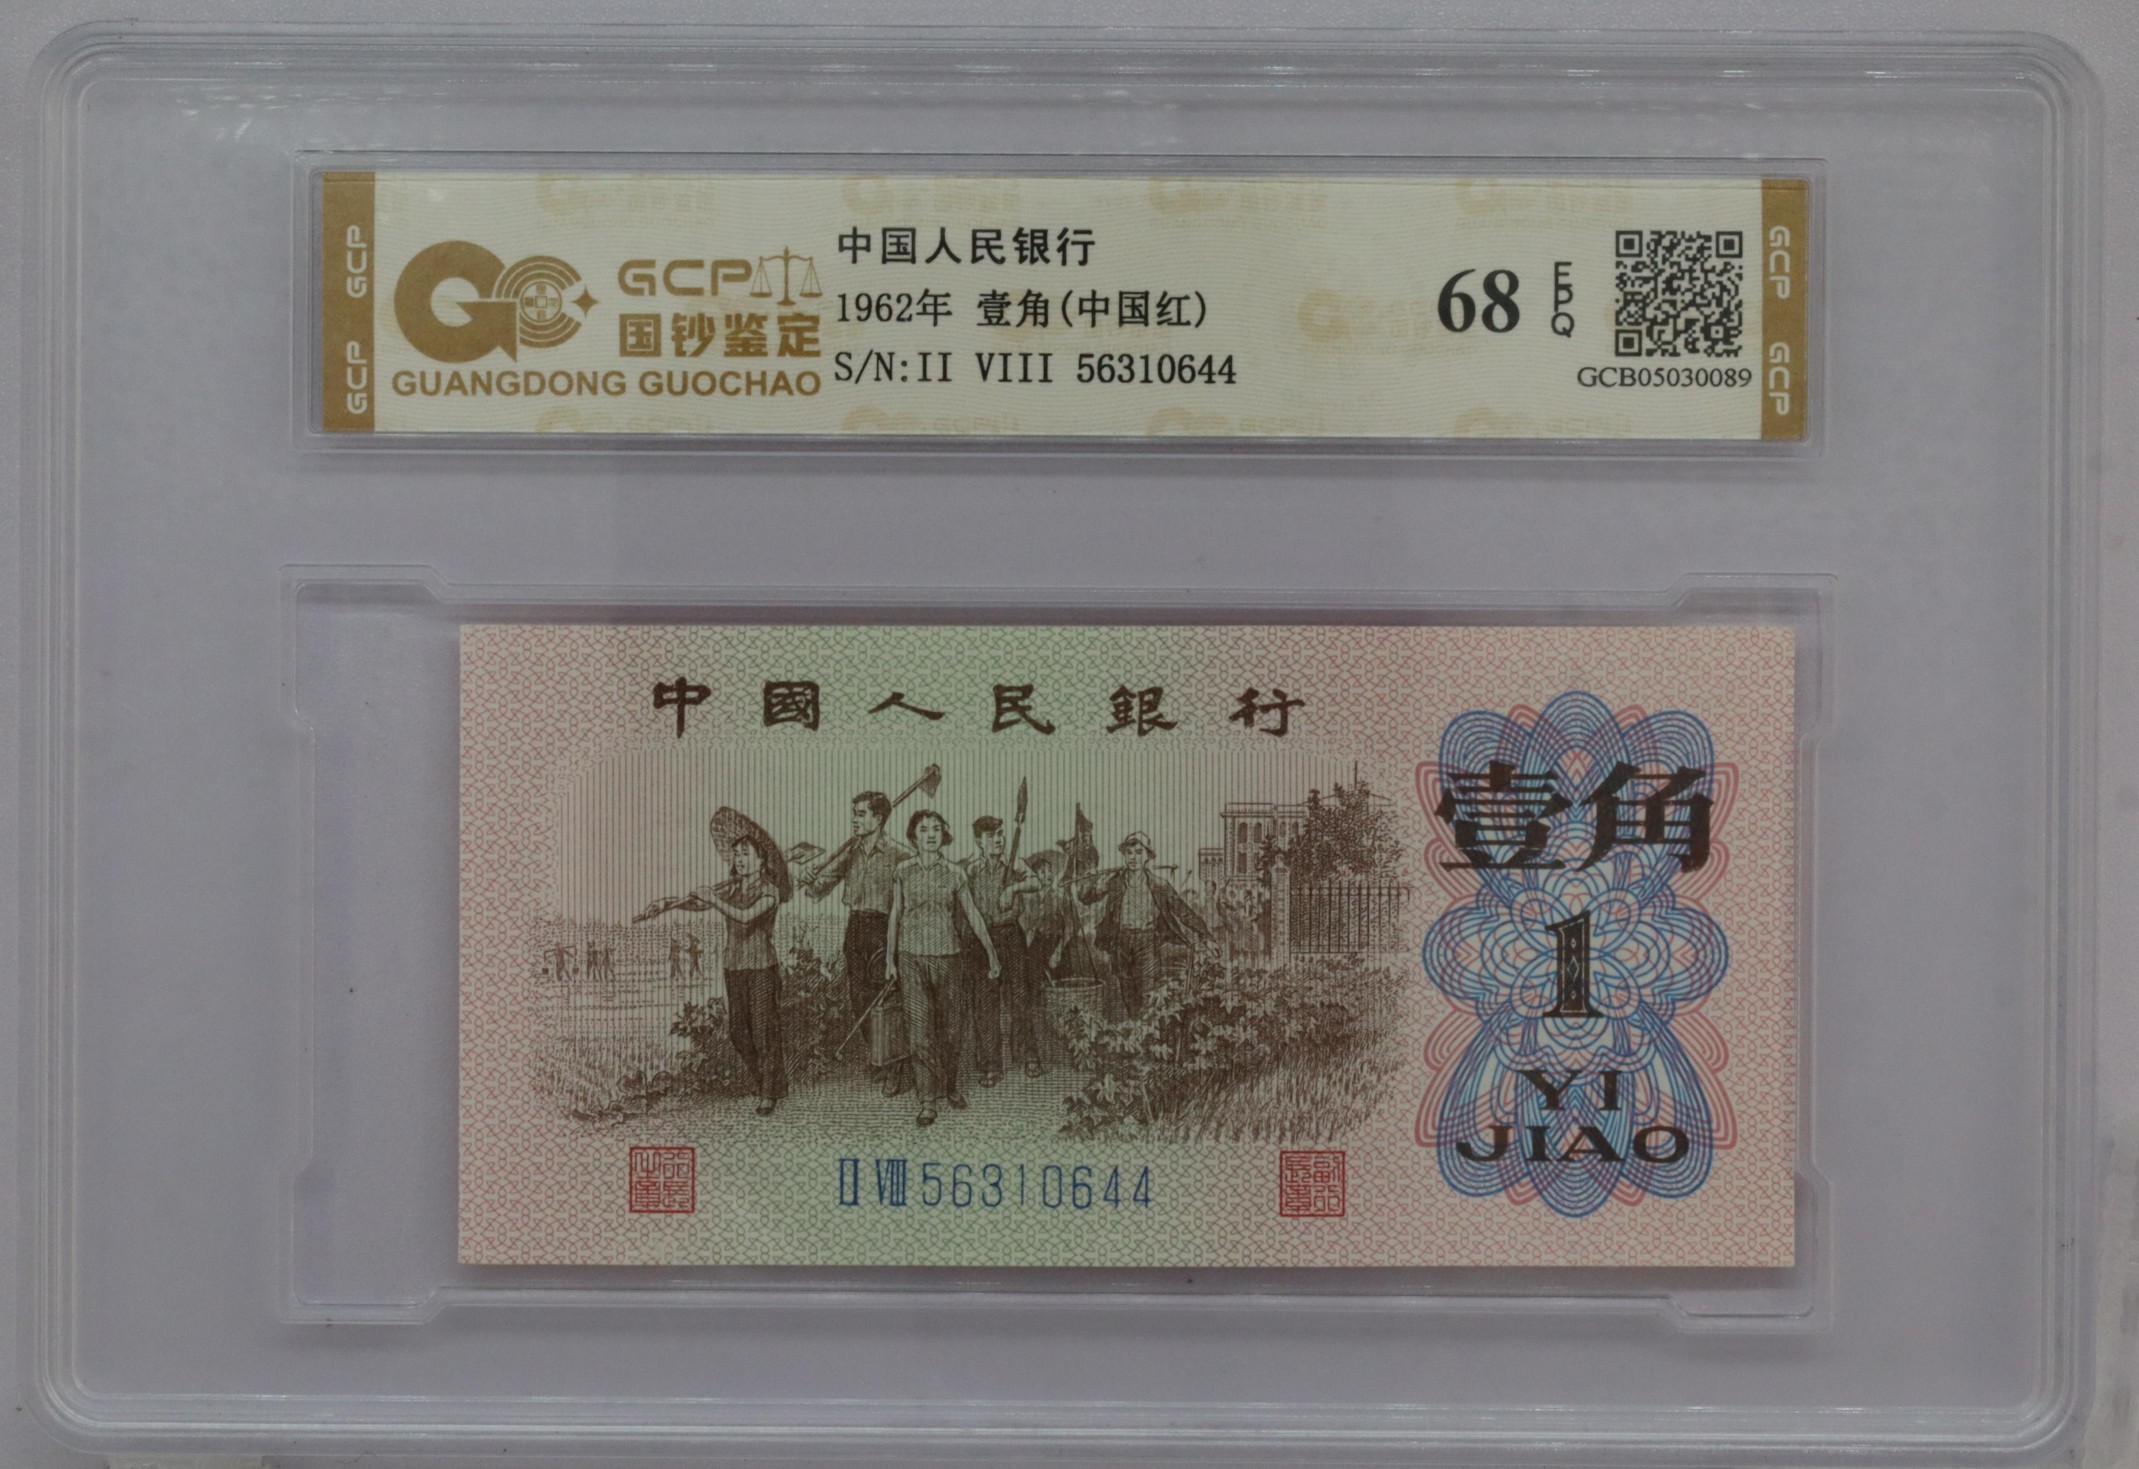 GCP
GCP
GCP
国钞鉴定
GUANGDONG GUOCHAO
中国人民银行
1962年 壹角(中国红)
S/N:II VIII 56310644
68 EPQ
GCB05030089
GCP
GCP
中國人民銀行
壹角
1
YI
JIAO
II VIII 56310644